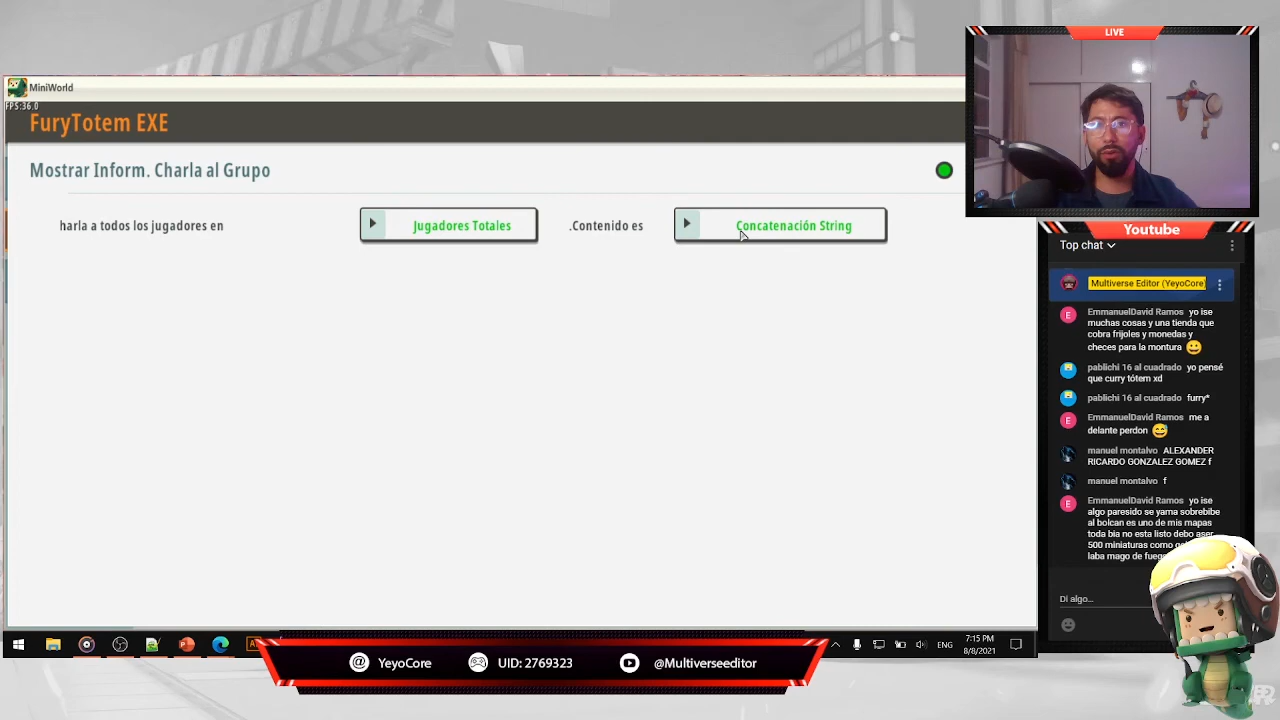 LIVE
MiniWorld
FPS:36.0
FuryTotem EXE
Mostrar Inform. Charla al Grupo
harla a todos los jugadores en
Jugadores Totales
.Contenido es
Concatenación String
Youtube
Top chat
Multiverse Editor (YeyoCore)
EmmanuelDavid Ramos yo ise
muchas cosas y una tienda que
cobra frijoles y monedas y
checes para la montura
pablichi 16 al cuadrado yo pensé
que curry tótem xd
pablichi 16 al cuadrado furry*
EmmanuelDavid Ramos me a
delante perdon
manuel montalvo ALEXANDER
RICARDO GONZALEZ GOMEZ f
manuel montalvo f
EmmanuelDavid Ramos yo ise
algo paresido se yama sobrebibe
al bolcan es uno de mis mapas
toda bia no esta listo debo aser
500 miniaturas como
laba mago de fueg
Di algo...
ENG
7:15 PM
8/8/2021
YeyoCore
UID: 2769323
@Multiverseeditor